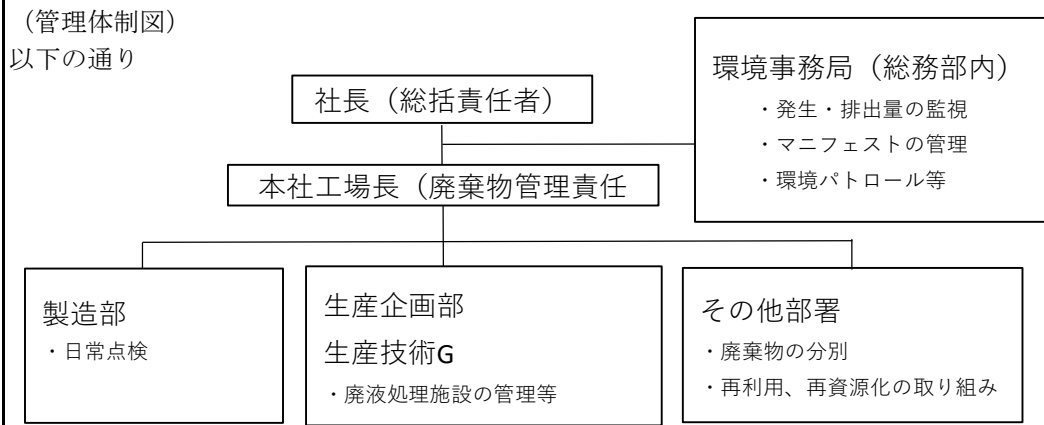 （管理体制図）
以下の通り
環境事務局（総務部内）
・発生・排出量の監視
・マニフェストの管理
・環境パトロール等
社長（総括責任者）
本社工場長（廃棄物管理責任
製造部
・日常点検
生産企画部
生産技術G
・廃液処理施設の管理等
その他部署
・廃棄物の分別
・再利用、再資源化の取り組み